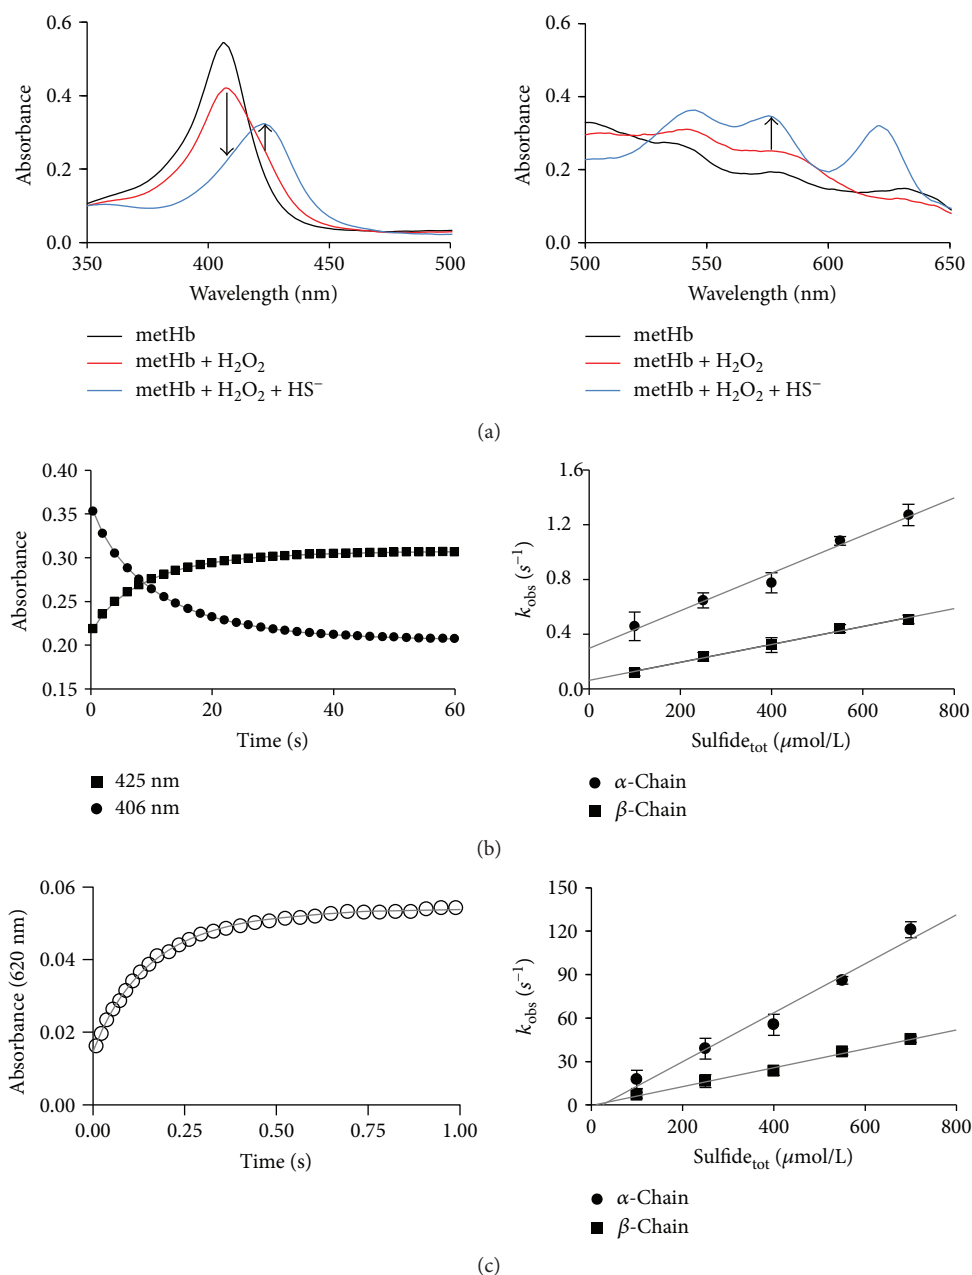 0.6
0.4
0.2
0.0
Absorbance
350 400 450 500
Wavelength (nm)
metHb
metHb + H₂O₂
metHb + H₂O₂ + HS⁻
0.6
0.4
0.2
0.0
Absorbance
500 550 600 650
Wavelength (nm)
metHb
metHb + H₂O₂
metHb + H₂O₂ + HS⁻
(a)
0.40
0.35
0.30
0.25
0.20
0.15
Absorbance
0 20 40 60
Time (s)
425 nm
406 nm
1.6
1.2
0.8
0.4
0.0
k_obs (s⁻¹)
0 200 400 600 800
Sulfide_tot (μmol/L)
α-Chain
β-Chain
(b)
0.06
0.04
0.02
0.00
Absorbance (620 nm)
0.00 0.25 0.50 0.75 1.00
Time (s)
150
120
90
60
30
0
k_obs (s⁻¹)
0 200 400 600 800
Sulfide_tot (μmol/L)
α-Chain
β-Chain
(c)